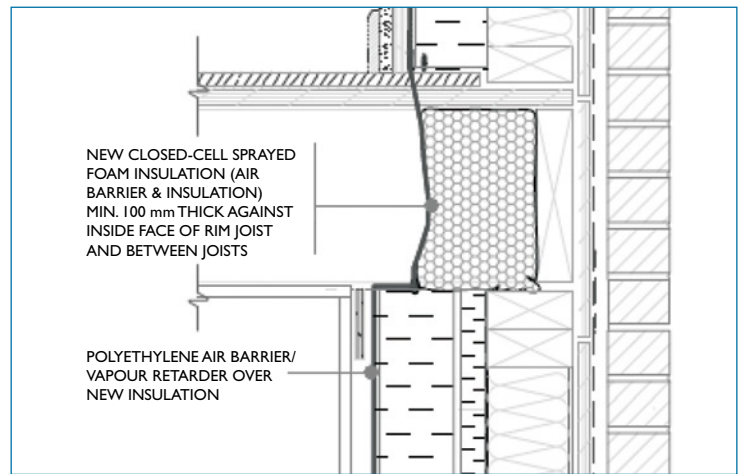 NEW CLOSED-CELL SPRAYED
FOAM INSULATION (AIR
BARRIER & INSULATION)
MIN. 100 mm THICK AGAINST
INSIDE FACE OF RIM JOIST
AND BETWEEN JOISTS
POLYETHYLENE AIR BARRIER/
VAPOUR RETARDER OVER
NEW INSULATION